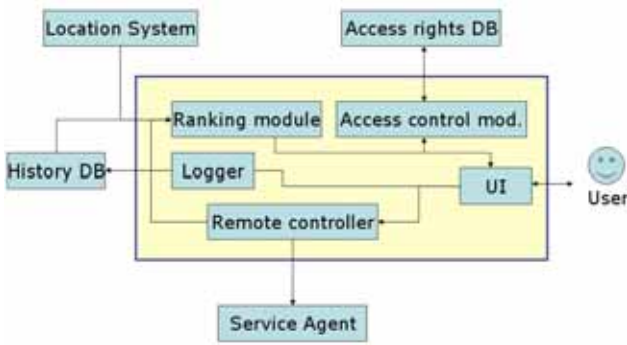 Location System
Access rights DB
Ranking module
Access control mod.
History DB
Logger
UI
User
Remote controller
Service Agent